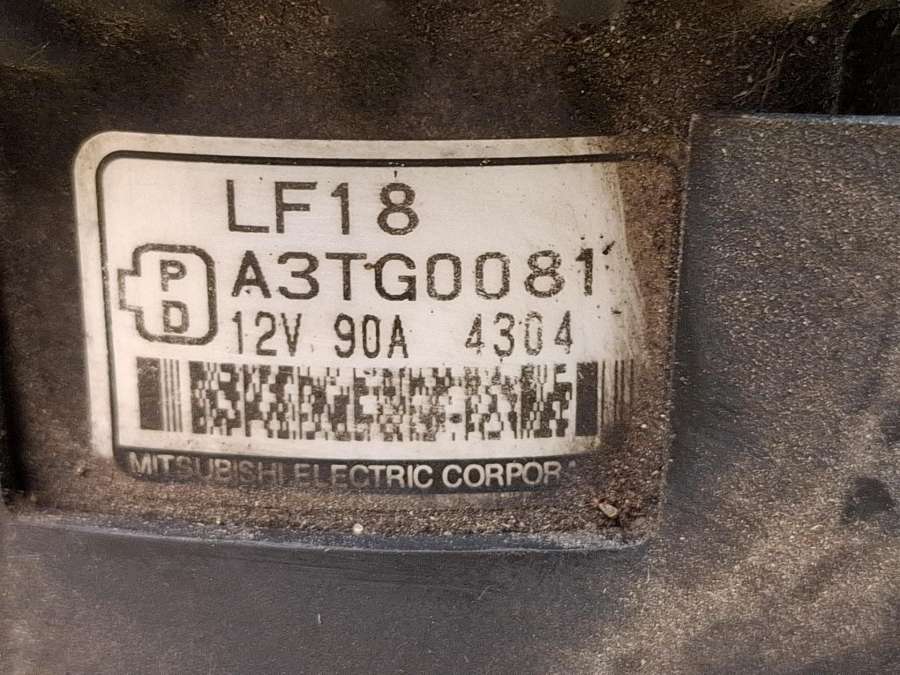 LF18
PD
A3TG0081
12V 90A 4304
MITSUBISHI ELECTRIC CORPOR